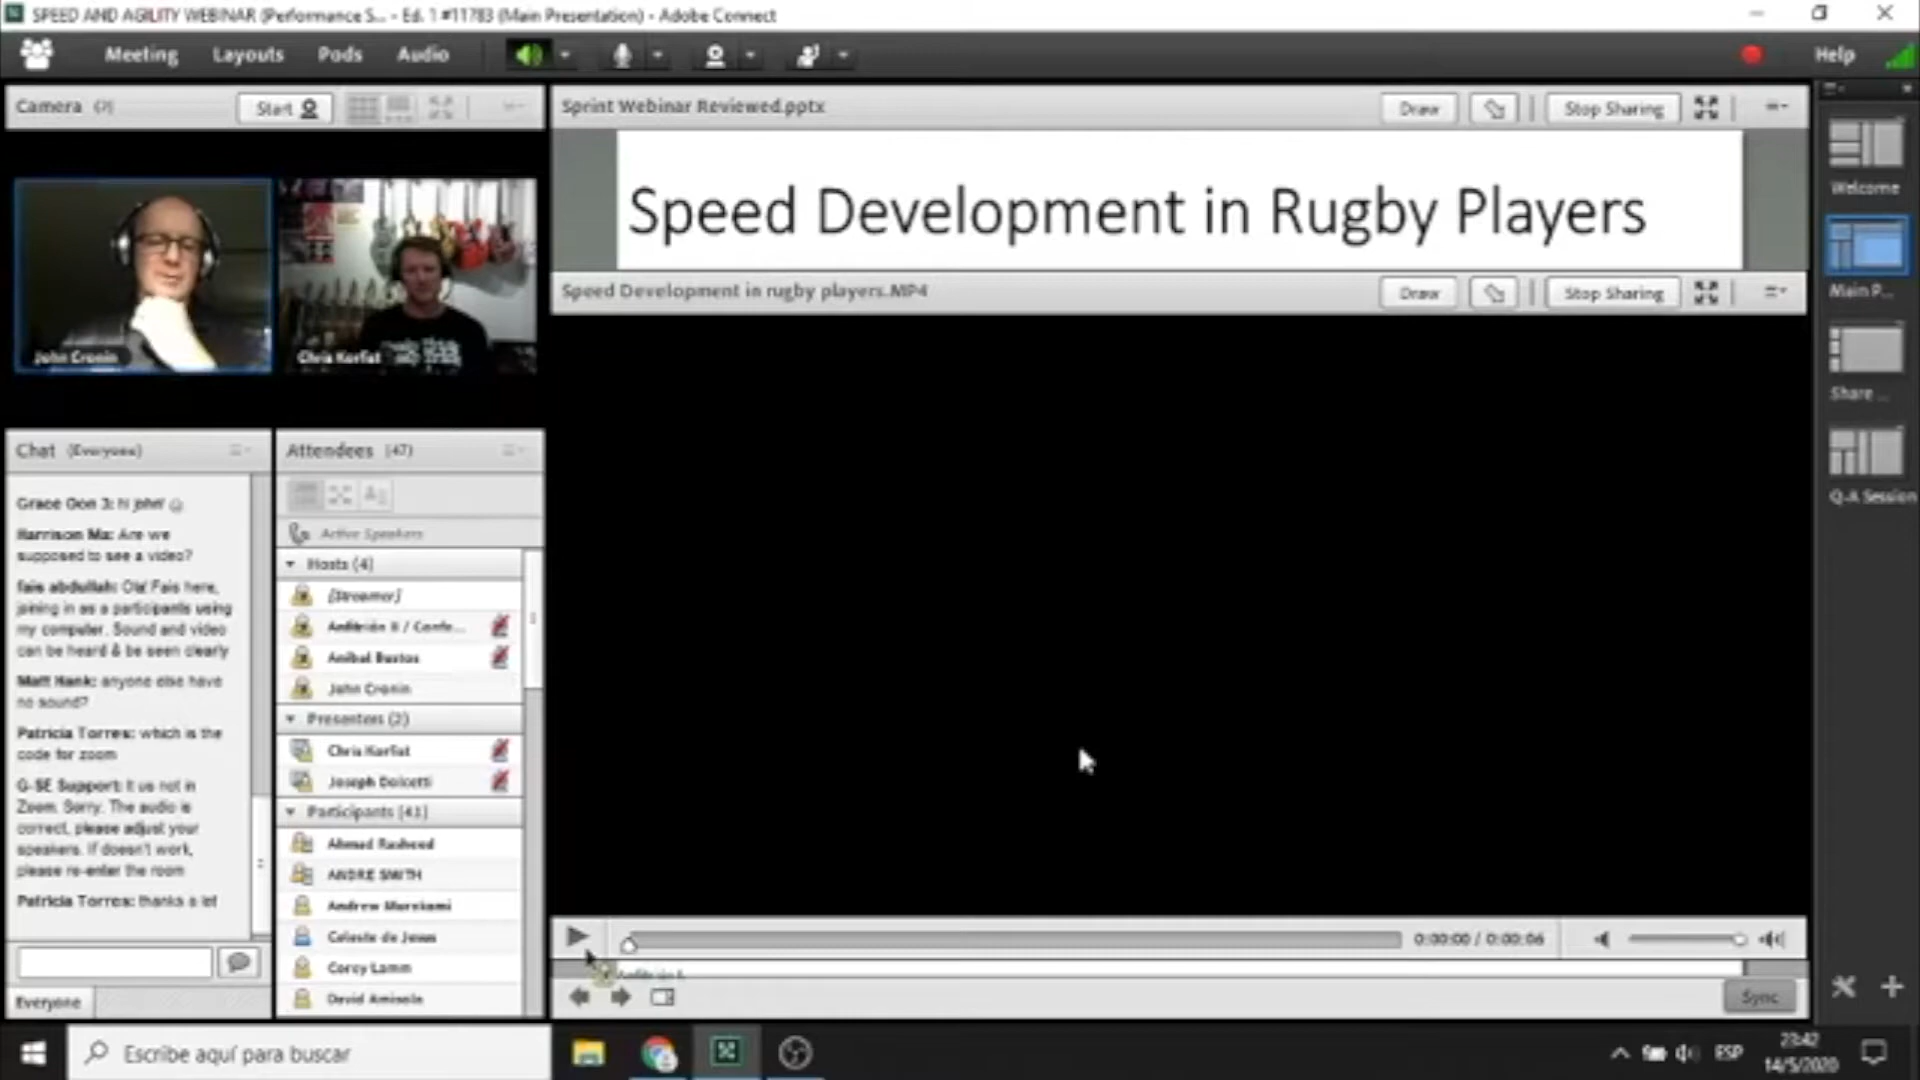 SPEED AND AGILITY WEBINAR (Performance S... - Ed. 1 #11783 (Main Presentation) - Adobe Connect
Meeting Layouts Pods Audio Help
Camera (2) Start
John Cronin
Chris Korfist
Sprint Webinar Reviewed.pptx Draw Stop Sharing
Speed Development in Rugby Players
Speed Development in rugby players.MP4 Draw Stop Sharing
Chat (Everyone)
Grace Gon 3: hi john!
Harrison Ma: Are we
supposed to see a video?
fais abdullah: Ola! Fais here,
joining in as a participants using
my computer. Sound and video
can be heard & be seen clearly
Matt Hank: anyone else have
no sound?
Patricia Torres: which is the
code for zoom
G-SE Support: It us not in
Zoom. Sorry. The audio is
correct, please adjust your
speakers. If doesn't work,
please re-enter the room
Patricia Torres: thanks a lot
Everyone
Attendees (47)
Active Speakers
Hosts (4)
[Streamer]
Anfitrión II / Confe...
Anibal Bustos
John Cronin
Presenters (2)
Chris Korfist
Joseph Dolcetti
Participants (41)
Ahmad Rasheed
ANDRE SMITH
Andrew Murakami
Celeste de Jesus
Corey Lamm
David Amisola
0:00:00 / 0:00:06
Sync
Welcome
Main P...
Share ...
Q-A Session
Escribe aquí para buscar
ESP
23:42
14/5/2020